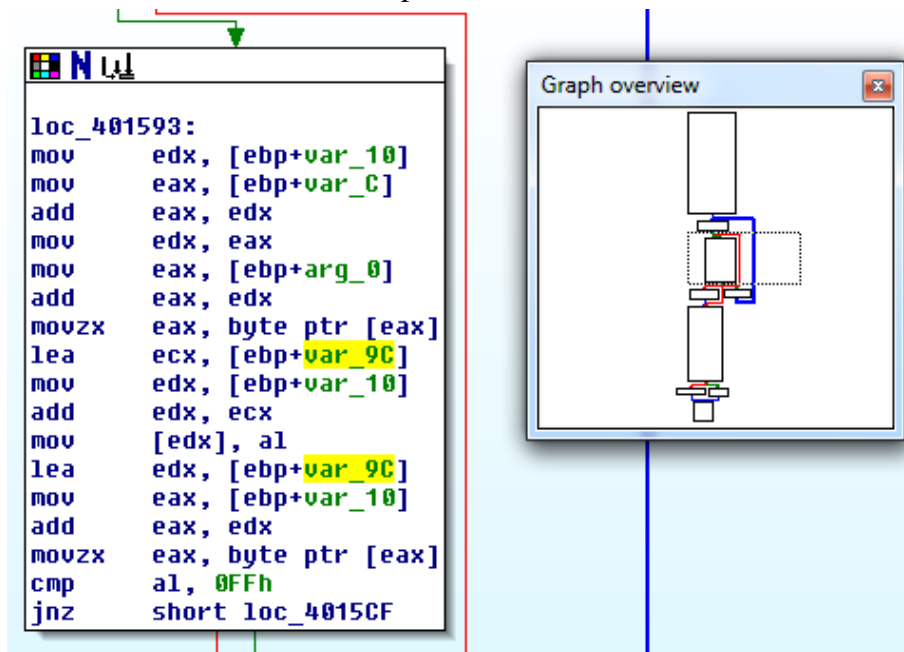 N
loc_401593:
mov edx, [ebp+var_10]
mov eax, [ebp+var_C]
add eax, edx
mov edx, eax
mov eax, [ebp+arg_0]
add eax, edx
movzx eax, byte ptr [eax]
lea ecx, [ebp+var_9C]
mov edx, [ebp+var_10]
add edx, ecx
mov [edx], al
lea edx, [ebp+var_9C]
mov eax, [ebp+var_10]
add eax, edx
movzx eax, byte ptr [eax]
cmp al, 0FFh
jnz short loc_4015CF
Graph overview